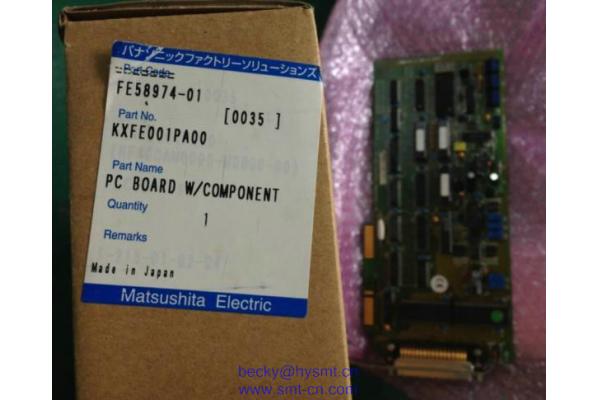 パナソニックファクトリーソリューションズ
Part Code
FE58974-01
[0035 ]
Part No.
KXFE001PA00
Part Name
PC BOARD W/COMPONENT
Quantity
1
Remarks
Made in Japan
Matsushita Electric
becky@hysmt.cn
www.smt-cn.com